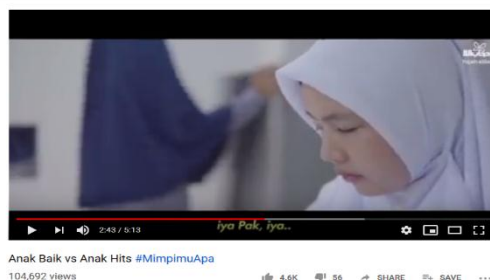 iya Pak, iya..
2:43 / 5:13
Anak Baik vs Anak Hits #MimpimuApa
104,692 views
4.6K 56 SHARE SAVE